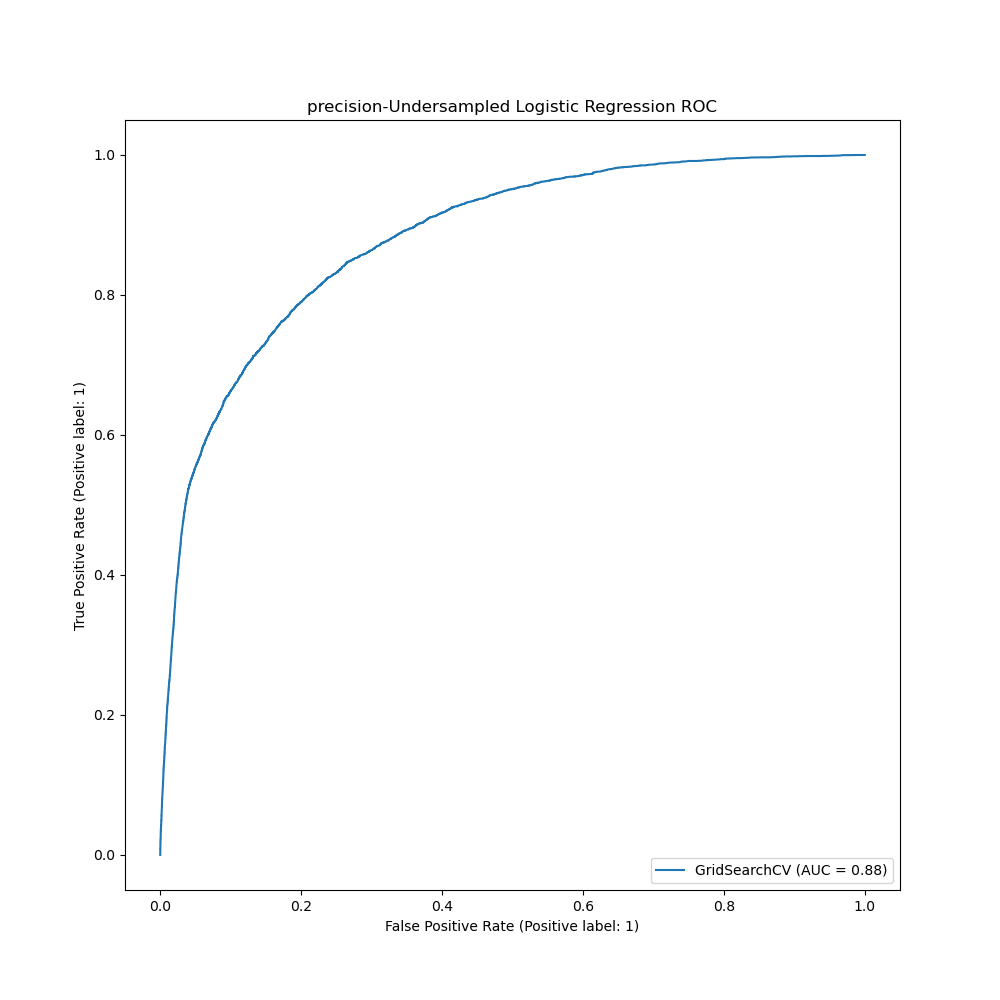 precision-Undersampled Logistic Regression ROC
1.0
0.8
0.6
0.4
0.2
0.0
True Positive Rate (Positive label: 1)
GridSearchCV (AUC = 0.88)
0.0 0.2 0.4 0.6 0.8 1.0
False Positive Rate (Positive label: 1)